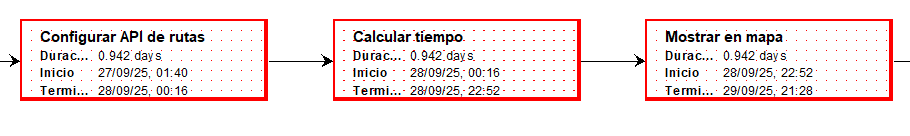 Configurar API de rutas
Durac... 0.942 days
Inicio 27/09/25, 01:40
Termi... 28/09/25, 00:16
Calcular tiempo
Durac... 0.942 days
Inicio 28/09/25, 00:16
Termi... 28/09/25, 22:52
Mostrar en mapa
Durac... 0.942 days
Inicio 28/09/25, 22:52
Termi... 29/09/25, 21:28